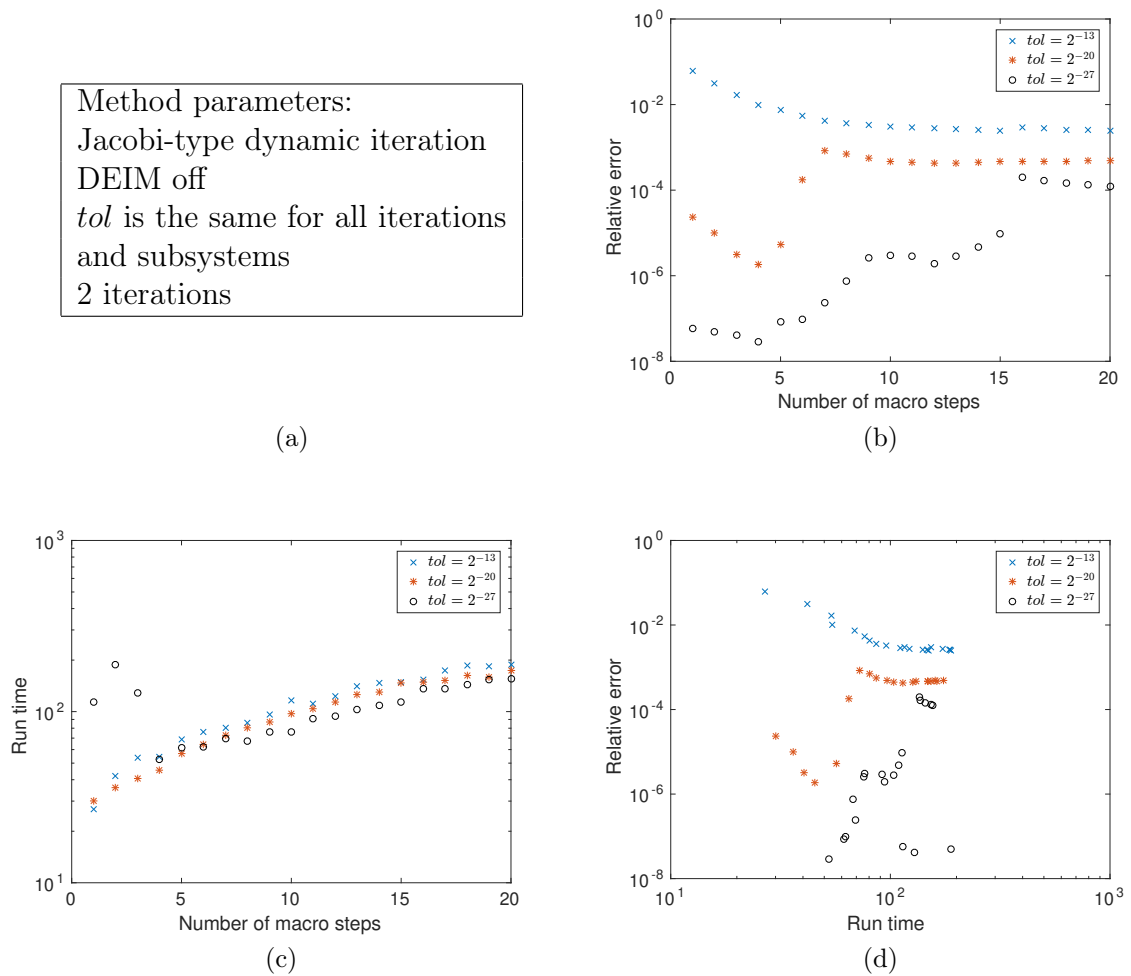 Method parameters:
Jacobi-type dynamic iteration
DEIM off
tol is the same for all iterations
and subsystems
2 iterations
(a)
10^0
10^-2
10^-4
10^-6
10^-8
Relative error
0 5 10 15 20
Number of macro steps
tol = 2^-13
tol = 2^-20
tol = 2^-27
(b)
10^3
10^2
10^1
Run time
0 5 10 15 20
Number of macro steps
tol = 2^-13
tol = 2^-20
tol = 2^-27
(c)
10^0
10^-2
10^-4
10^-6
10^-8
Relative error
10^1 10^2 10^3
Run time
tol = 2^-13
tol = 2^-20
tol = 2^-27
(d)